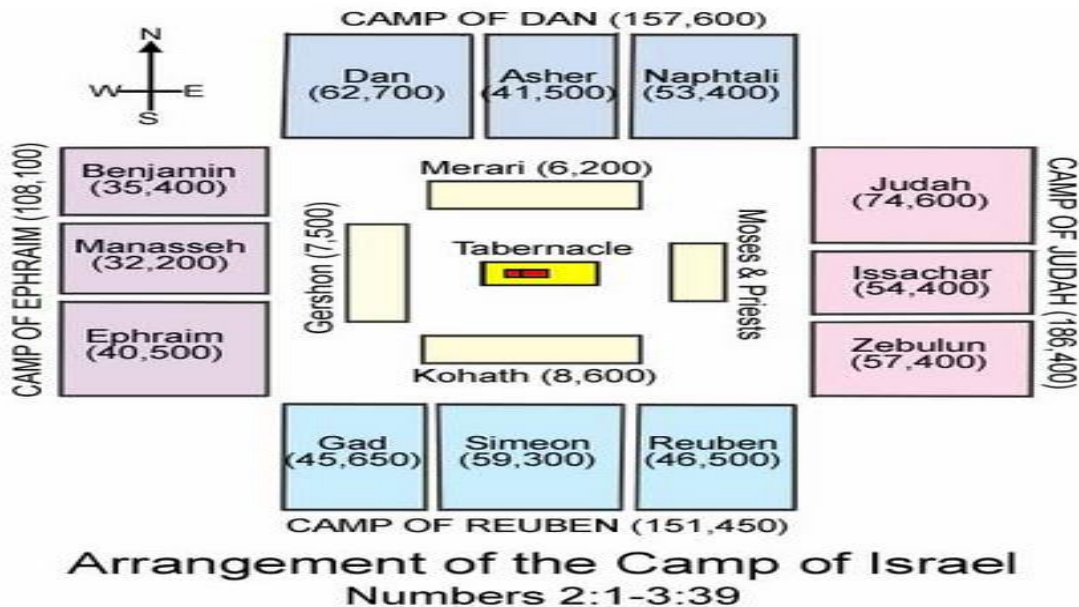 CAMP OF DAN (157,600)
N
W
E
S
Dan
(62,700)
Asher
(41,500)
Naphtali
(53,400)
CAMP OF EPHRAIM (108,100)
Benjamin
(35,400)
Manasseh
(32,200)
Ephraim
(40,500)
Merari (6,200)
Gershon (7,500)
Tabernacle
Moses & Priests
Kohath (8,600)
Judah
(74,600)
Issachar
(54,400)
Zebulun
(57,400)
CAMP OF JUDAH (186,400)
Gad
(45,650)
Simeon
(59,300)
Reuben
(46,500)
CAMP OF REUBEN (151,450)
Arrangement of the Camp of Israel
Numbers 2:1-3:39